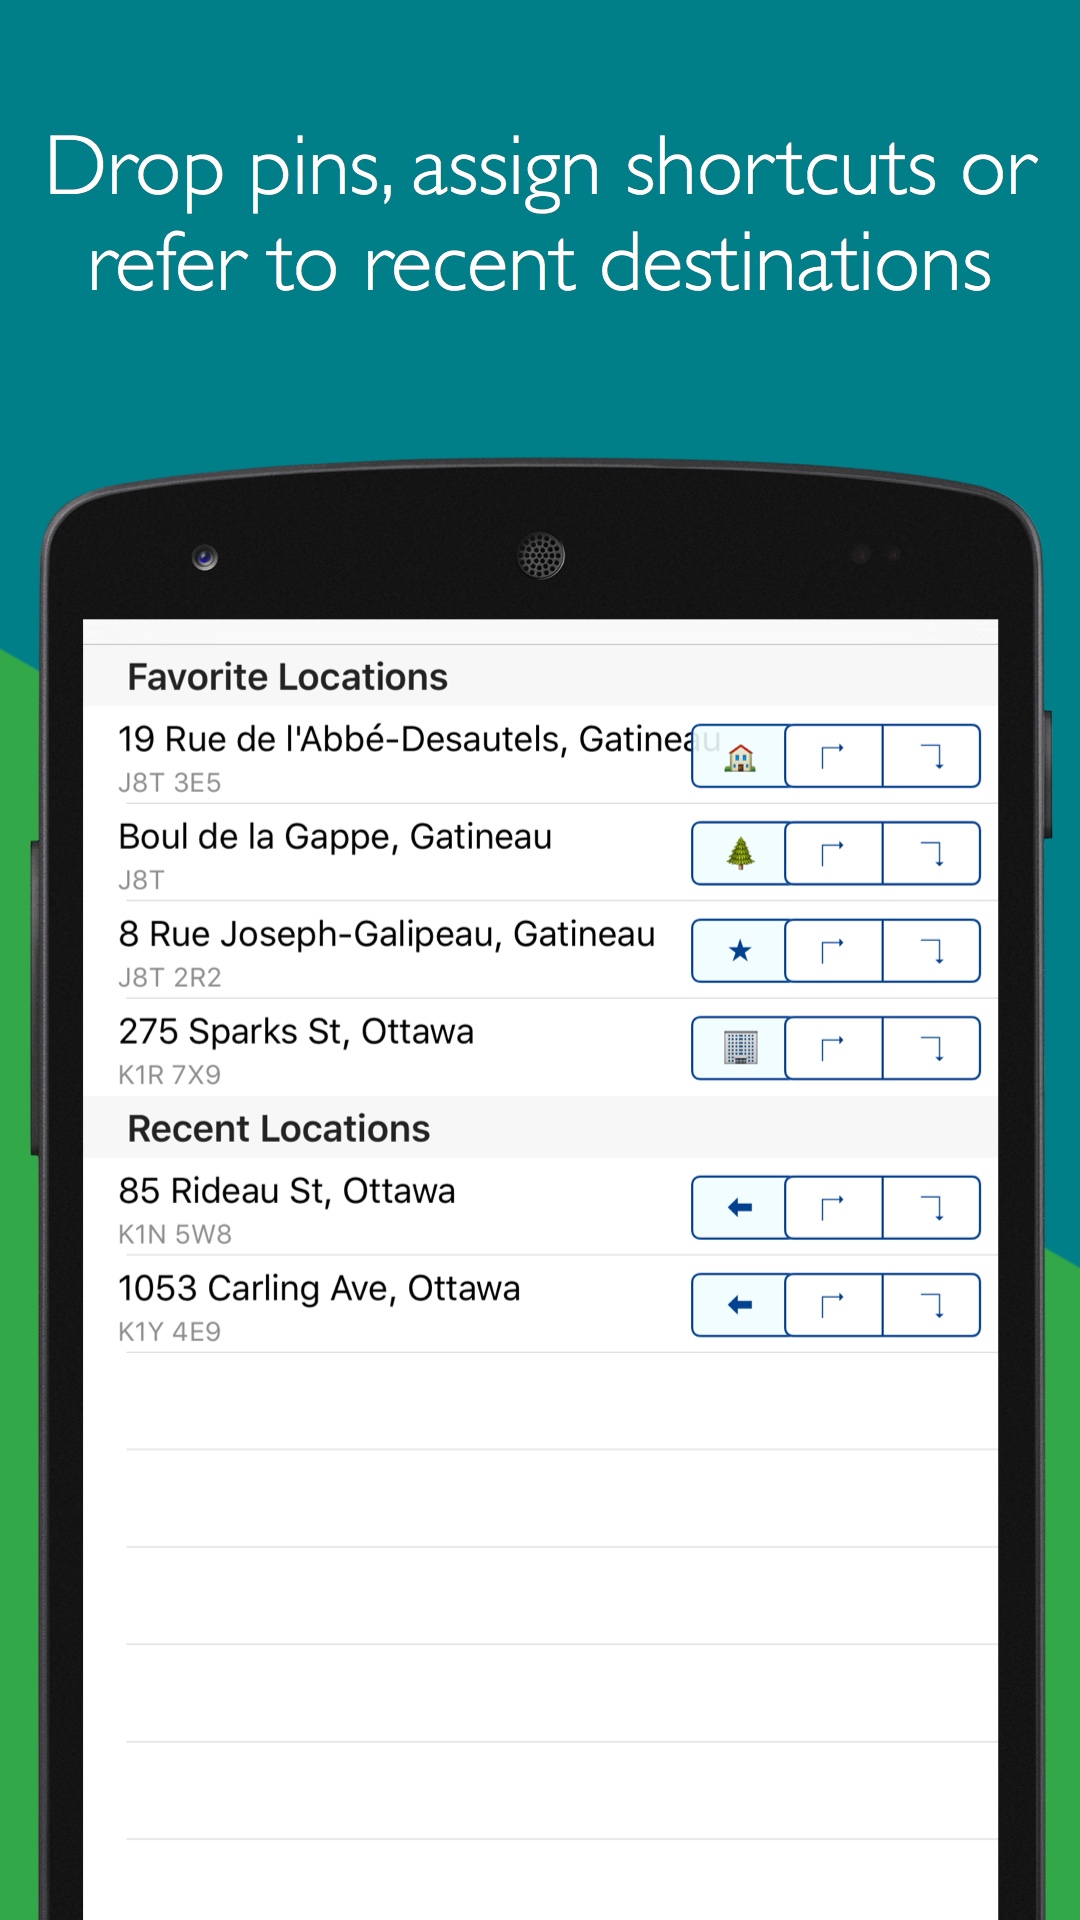 Drop pins, assign shortcuts or
refer to recent destinations
Favorite Locations
19 Rue de l'Abbé-Desautels, Gatineau
J8T 3E5
Boul de la Gappe, Gatineau
J8T
8 Rue Joseph-Galipeau, Gatineau
J8T 2R2
275 Sparks St, Ottawa
K1R 7X9
Recent Locations
85 Rideau St, Ottawa
K1N 5W8
1053 Carling Ave, Ottawa
K1Y 4E9